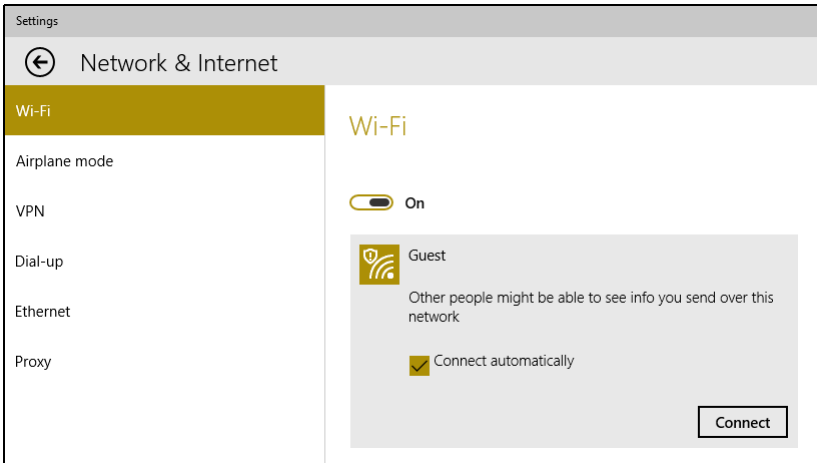 Settings
Network & Internet
Wi-Fi
Airplane mode
VPN
Dial-up
Ethernet
Proxy
Wi-Fi
On
Guest
Other people might be able to see info you send over this
network
Connect automatically
Connect